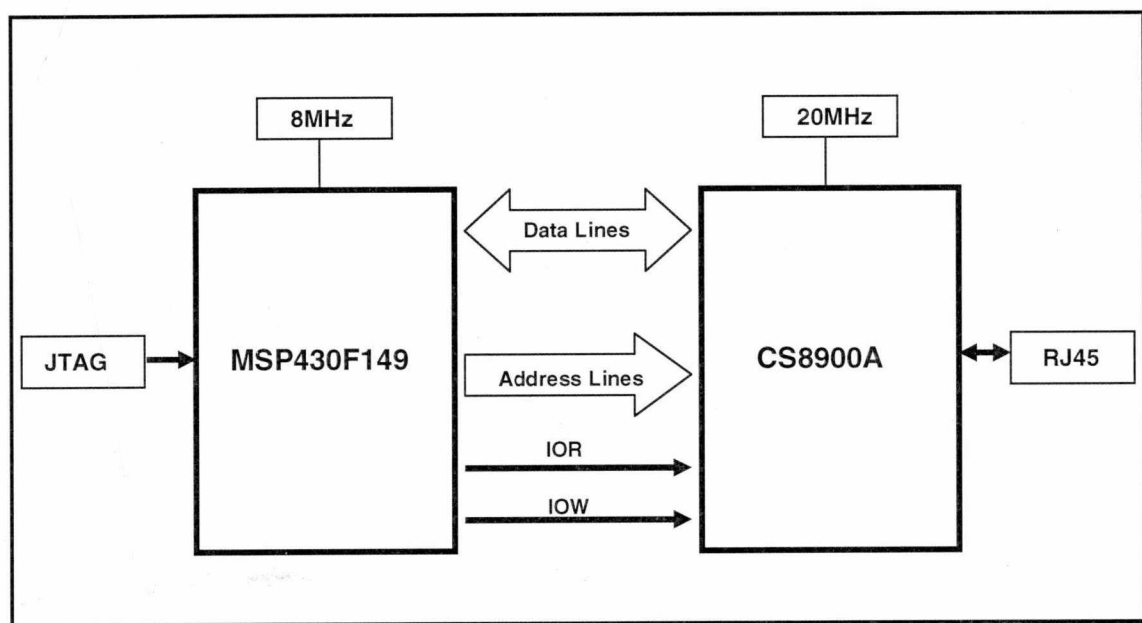 8MHz
20MHz
Data Lines
JTAG
MSP430F149
Address Lines
CS8900A
RJ45
IOR
IOW